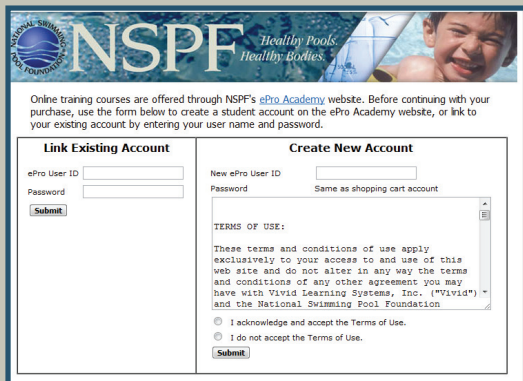 NATIONAL SWIMMING
POOL FOUNDATION
NSPF
Healthy Pools.
Healthy Bodies.
Online training courses are offered through NSPF's ePro Academy website. Before continuing with your
purchase, use the form below to create a student account on the ePro Academy website, or link to
your existing account by entering your user name and password.
Link Existing Account
ePro User ID
Password
Submit
Create New Account
New ePro User ID
Password Same as shopping cart account
TERMS OF USE:
These terms and conditions of use apply
exclusively to your access to and use of this
web site and do not alter in any way the terms
and conditions of any other agreement you may
have with Vivid Learning Systems, Inc. ("Vivid")
and the National Swimming Pool Foundation
I acknowledge and accept the Terms of Use.
I do not accept the Terms of Use.
Submit